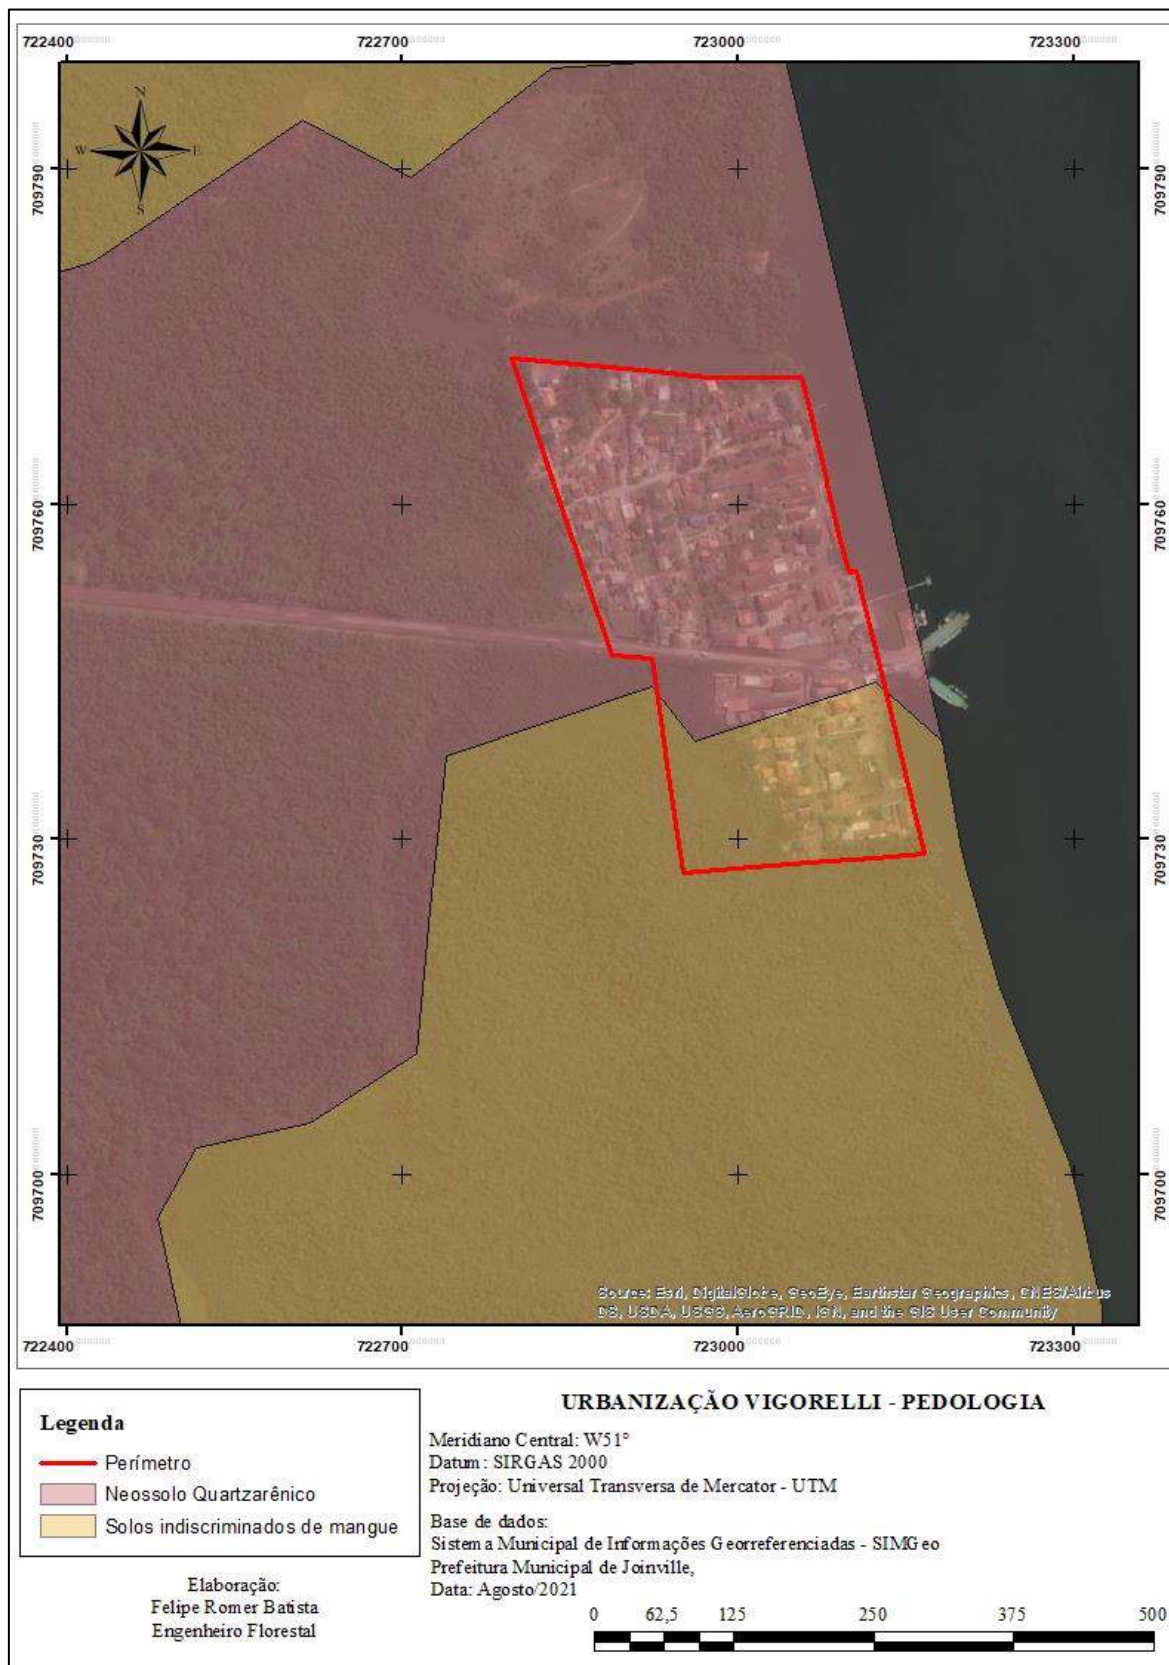 722400 722700 723000 723300
N
W E
S
709790 709790
709760 709760
709730 709730
709700 709700
Source: Esri, DigitalGlobe, GeoEye, Earthstar Geographics, CNES/Airbus
DS, USDA, USGS, AeroGRID, IGN, and the GIS User Community
722400 722700 723000 723300
Legenda
Perímetro
Neossolo Quartzarênico
Solos indiscriminados de mangue
Elaboração:
Felipe Romer Batista
Engenheiro Florestal
URBANIZAÇÃO VIGORELLI - PEDOLOGIA
Meridiano Central: W51°
Datum : SIRGAS 2000
Projeção: Universal Transversa de Mercator - UTM
Base de dados:
Sistema Municipal de Informações Georreferenciadas - SIMGeo
Prefeitura Municipal de Joinville,
Data: Agosto/2021
0 62,5 125 250 375 500